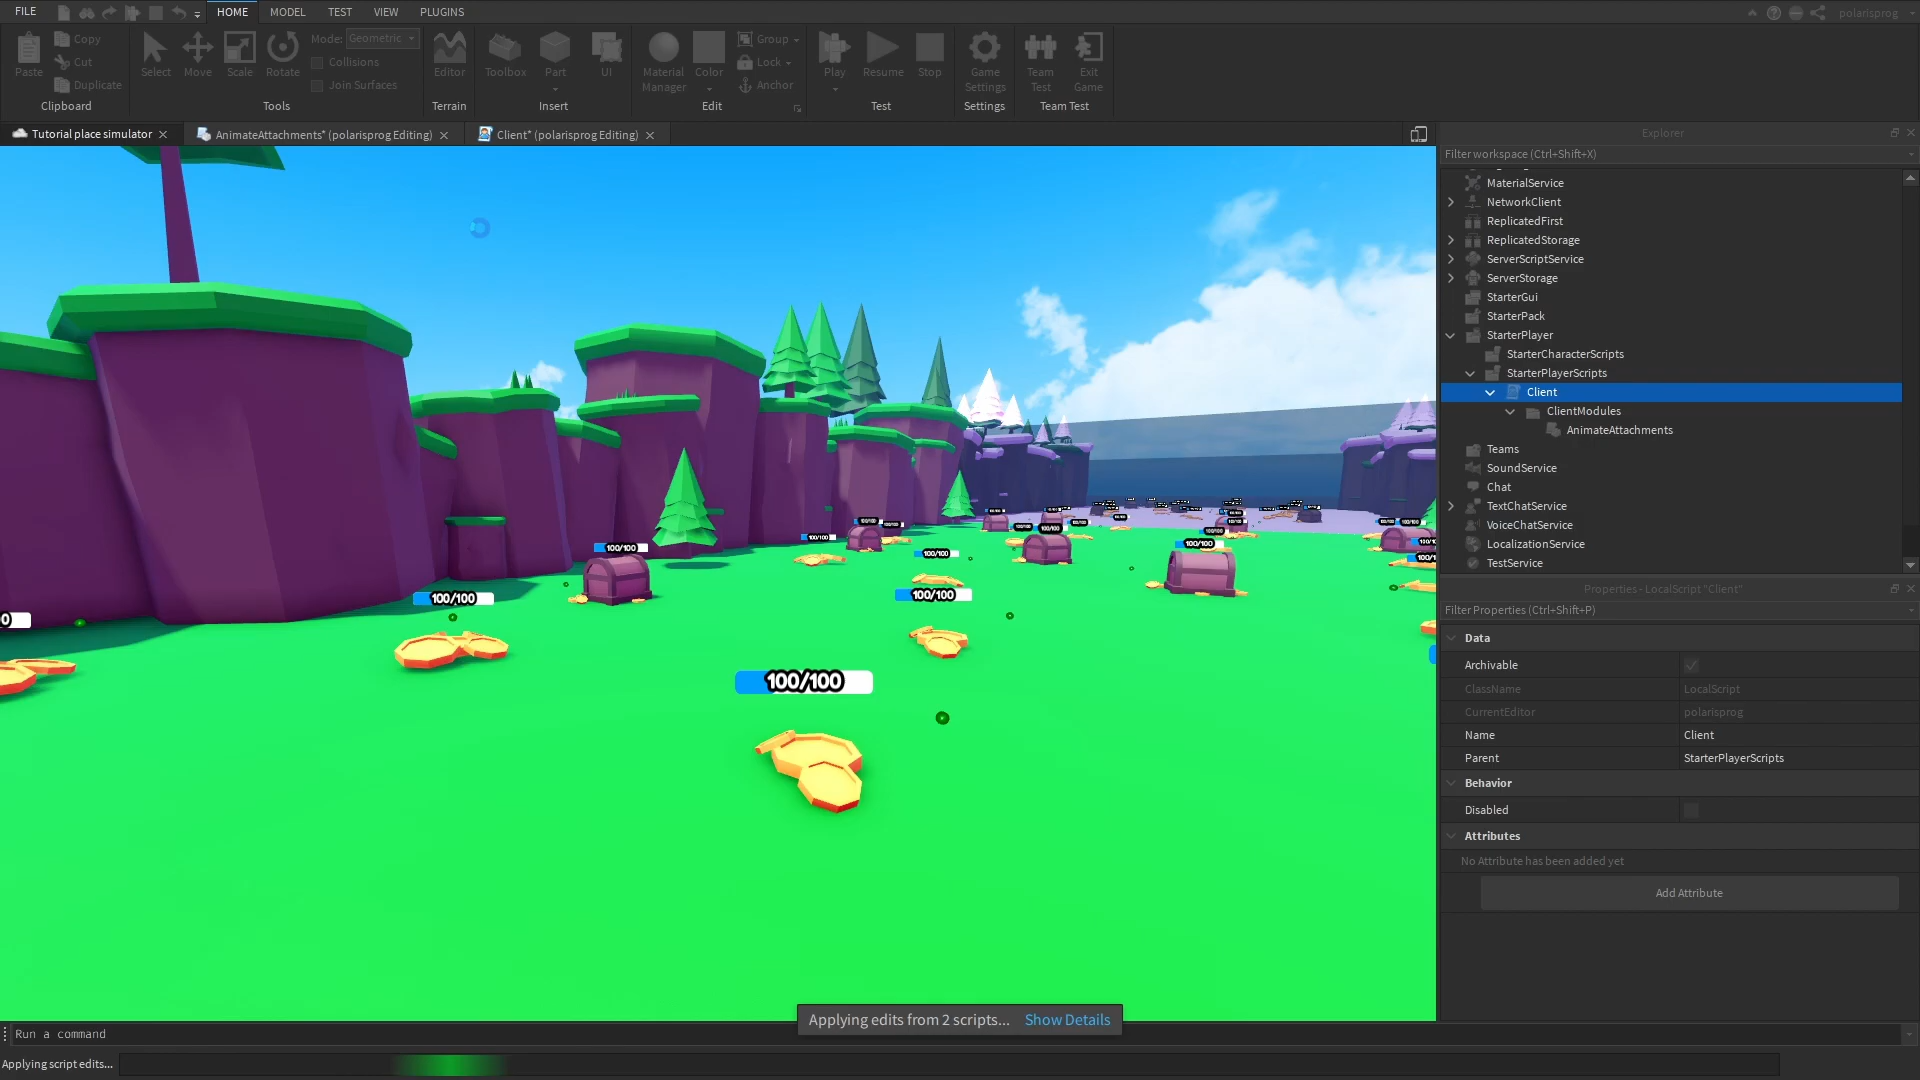 FILE
HOME
MODEL
TEST
VIEW
PLUGINS
polarisprog
Paste
Copy
Cut
Duplicate
Clipboard
Select
Move
Scale
Rotate
Mode:
Geometric
Collisions
Join Surfaces
Tools
Editor
Terrain
Toolbox
Part
UI
Insert
Material
Manager
Color
Group
Lock
Anchor
Edit
Play
Resume
Stop
Test
Game
Settings
Settings
Team
Test
Exit
Game
Team Test
Tutorial place simulator
AnimateAttachments* (polarisprog Editing)
Client* (polarisprog Editing)
100/100
100/100
100/100
100/100
100/100
100/100
100/100
Applying edits from 2 scripts...
Show Details
Run a command
Applying script edits...
Explorer
Filter workspace (Ctrl+Shift+X)
MaterialService
NetworkClient
ReplicatedFirst
ReplicatedStorage
ServerScriptService
ServerStorage
StarterGui
StarterPack
StarterPlayer
StarterCharacterScripts
StarterPlayerScripts
Client
ClientModules
AnimateAttachments
Teams
SoundService
Chat
TextChatService
VoiceChatService
LocalizationService
TestService
Properties - LocalScript "Client"
Filter Properties (Ctrl+Shift+P)
Data
Archivable
ClassName
LocalScript
CurrentEditor
polarisprog
Name
Client
Parent
StarterPlayerScripts
Behavior
Disabled
Attributes
No Attribute has been added yet
Add Attribute